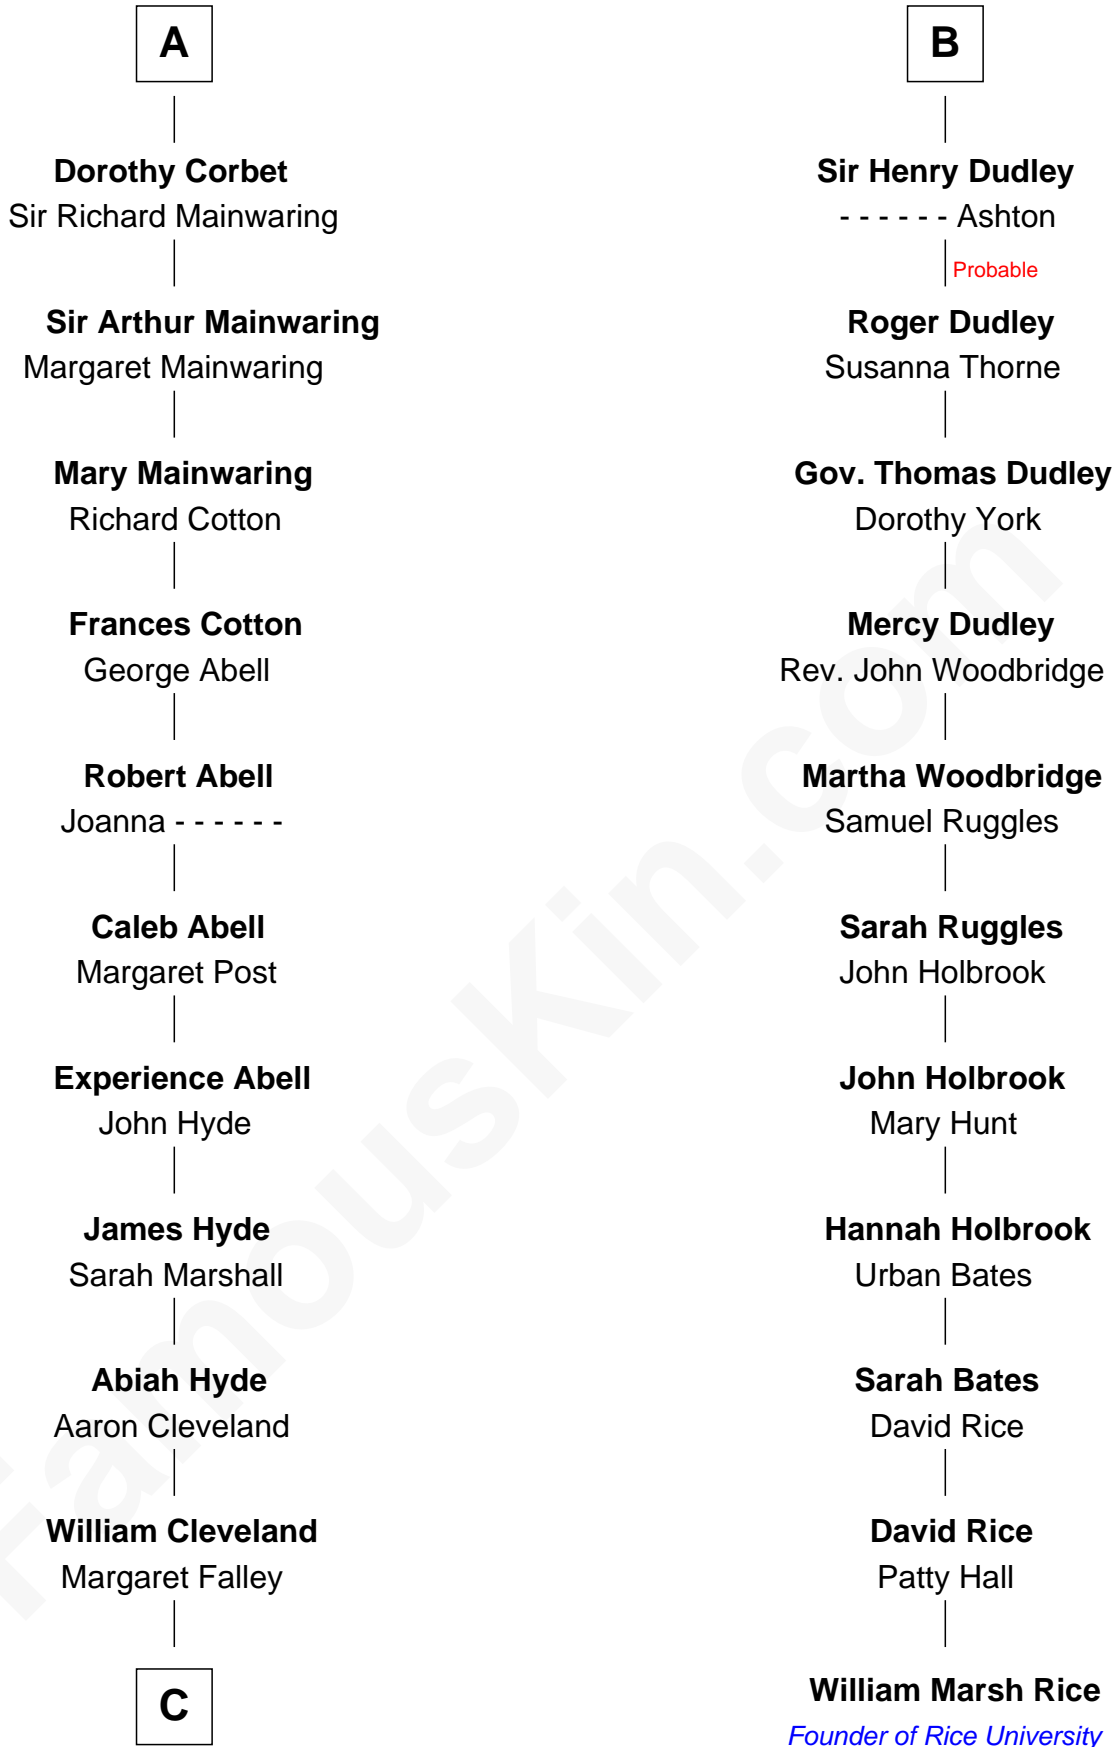 A
Dorothy Corbet
Sir Richard Mainwaring
Sir Arthur Mainwaring
Margaret Mainwaring
Mary Mainwaring
Richard Cotton
Frances Cotton
George Abell
Robert Abell
Joanna - - - - - -
Caleb Abell
Margaret Post
Experience Abell
John Hyde
James Hyde
Sarah Marshall
Abiah Hyde
Aaron Cleveland
William Cleveland
Margaret Falley
C
B
Sir Henry Dudley
- - - - - - Ashton
Probable
Roger Dudley
Susanna Thorne
Gov. Thomas Dudley
Dorothy York
Mercy Dudley
Rev. John Woodbridge
Martha Woodbridge
Samuel Ruggles
Sarah Ruggles
John Holbrook
John Holbrook
Mary Hunt
Hannah Holbrook
Urban Bates
Sarah Bates
David Rice
David Rice
Patty Hall
William Marsh Rice
Founder of Rice University
FamousKin.com